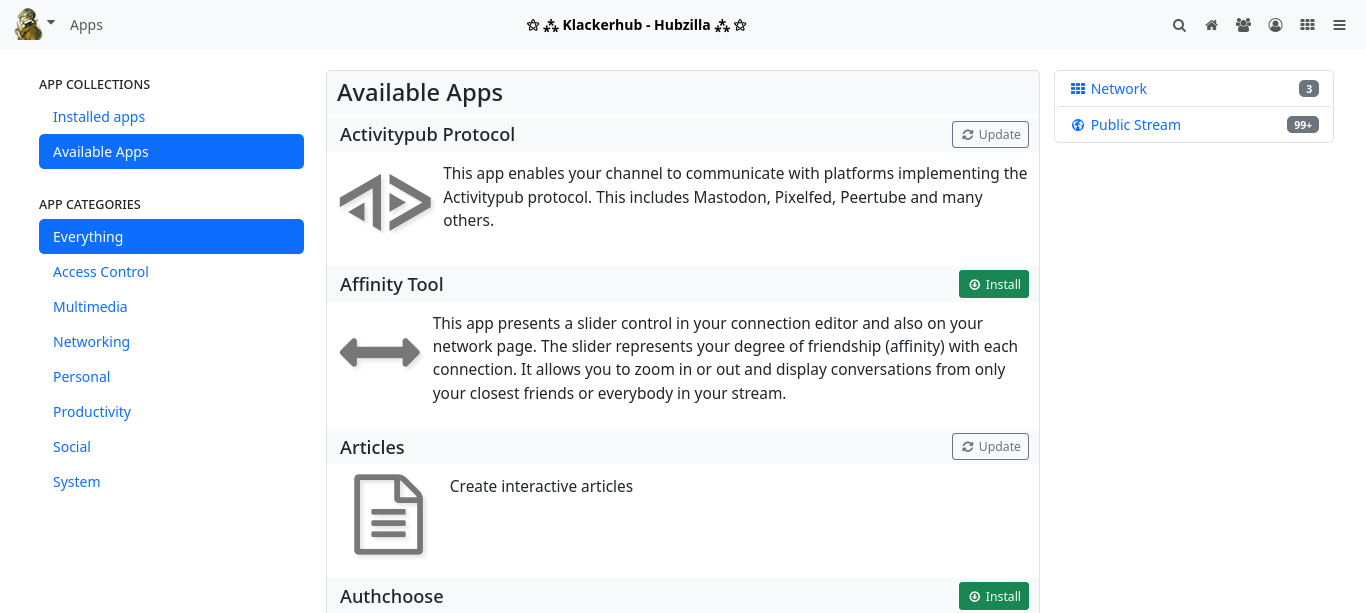 Apps
✩ ⁂ Klackerhub - Hubzilla ⁂ ✩
APP COLLECTIONS
Installed apps
Available Apps
APP CATEGORIES
Everything
Access Control
Multimedia
Networking
Personal
Productivity
Social
System
Available Apps
Activitypub Protocol
Update
This app enables your channel to communicate with platforms implementing the
Activitypub protocol. This includes Mastodon, Pixelfed, Peertube and many
others.
Affinity Tool
Install
This app presents a slider control in your connection editor and also on your
network page. The slider represents your degree of friendship (affinity) with each
connection. It allows you to zoom in or out and display conversations from only
your closest friends or everybody in your stream.
Articles
Update
Create interactive articles
Authchoose
Install
Network 3
Public Stream 99+